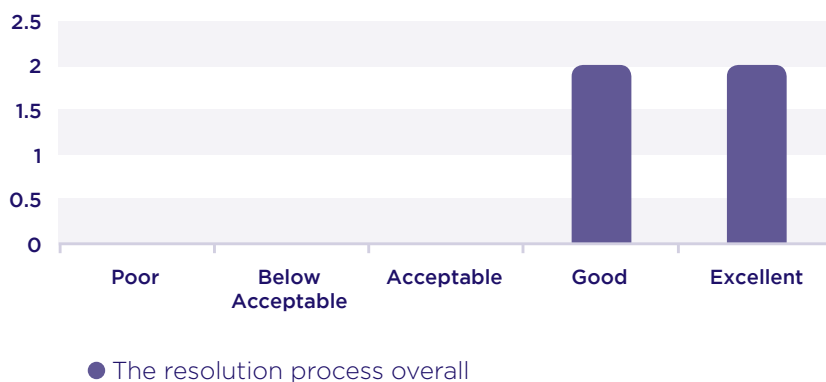 2.5
2
1.5
1
0.5
0
Poor
Below
Acceptable
Acceptable
Good
Excellent
The resolution process overall